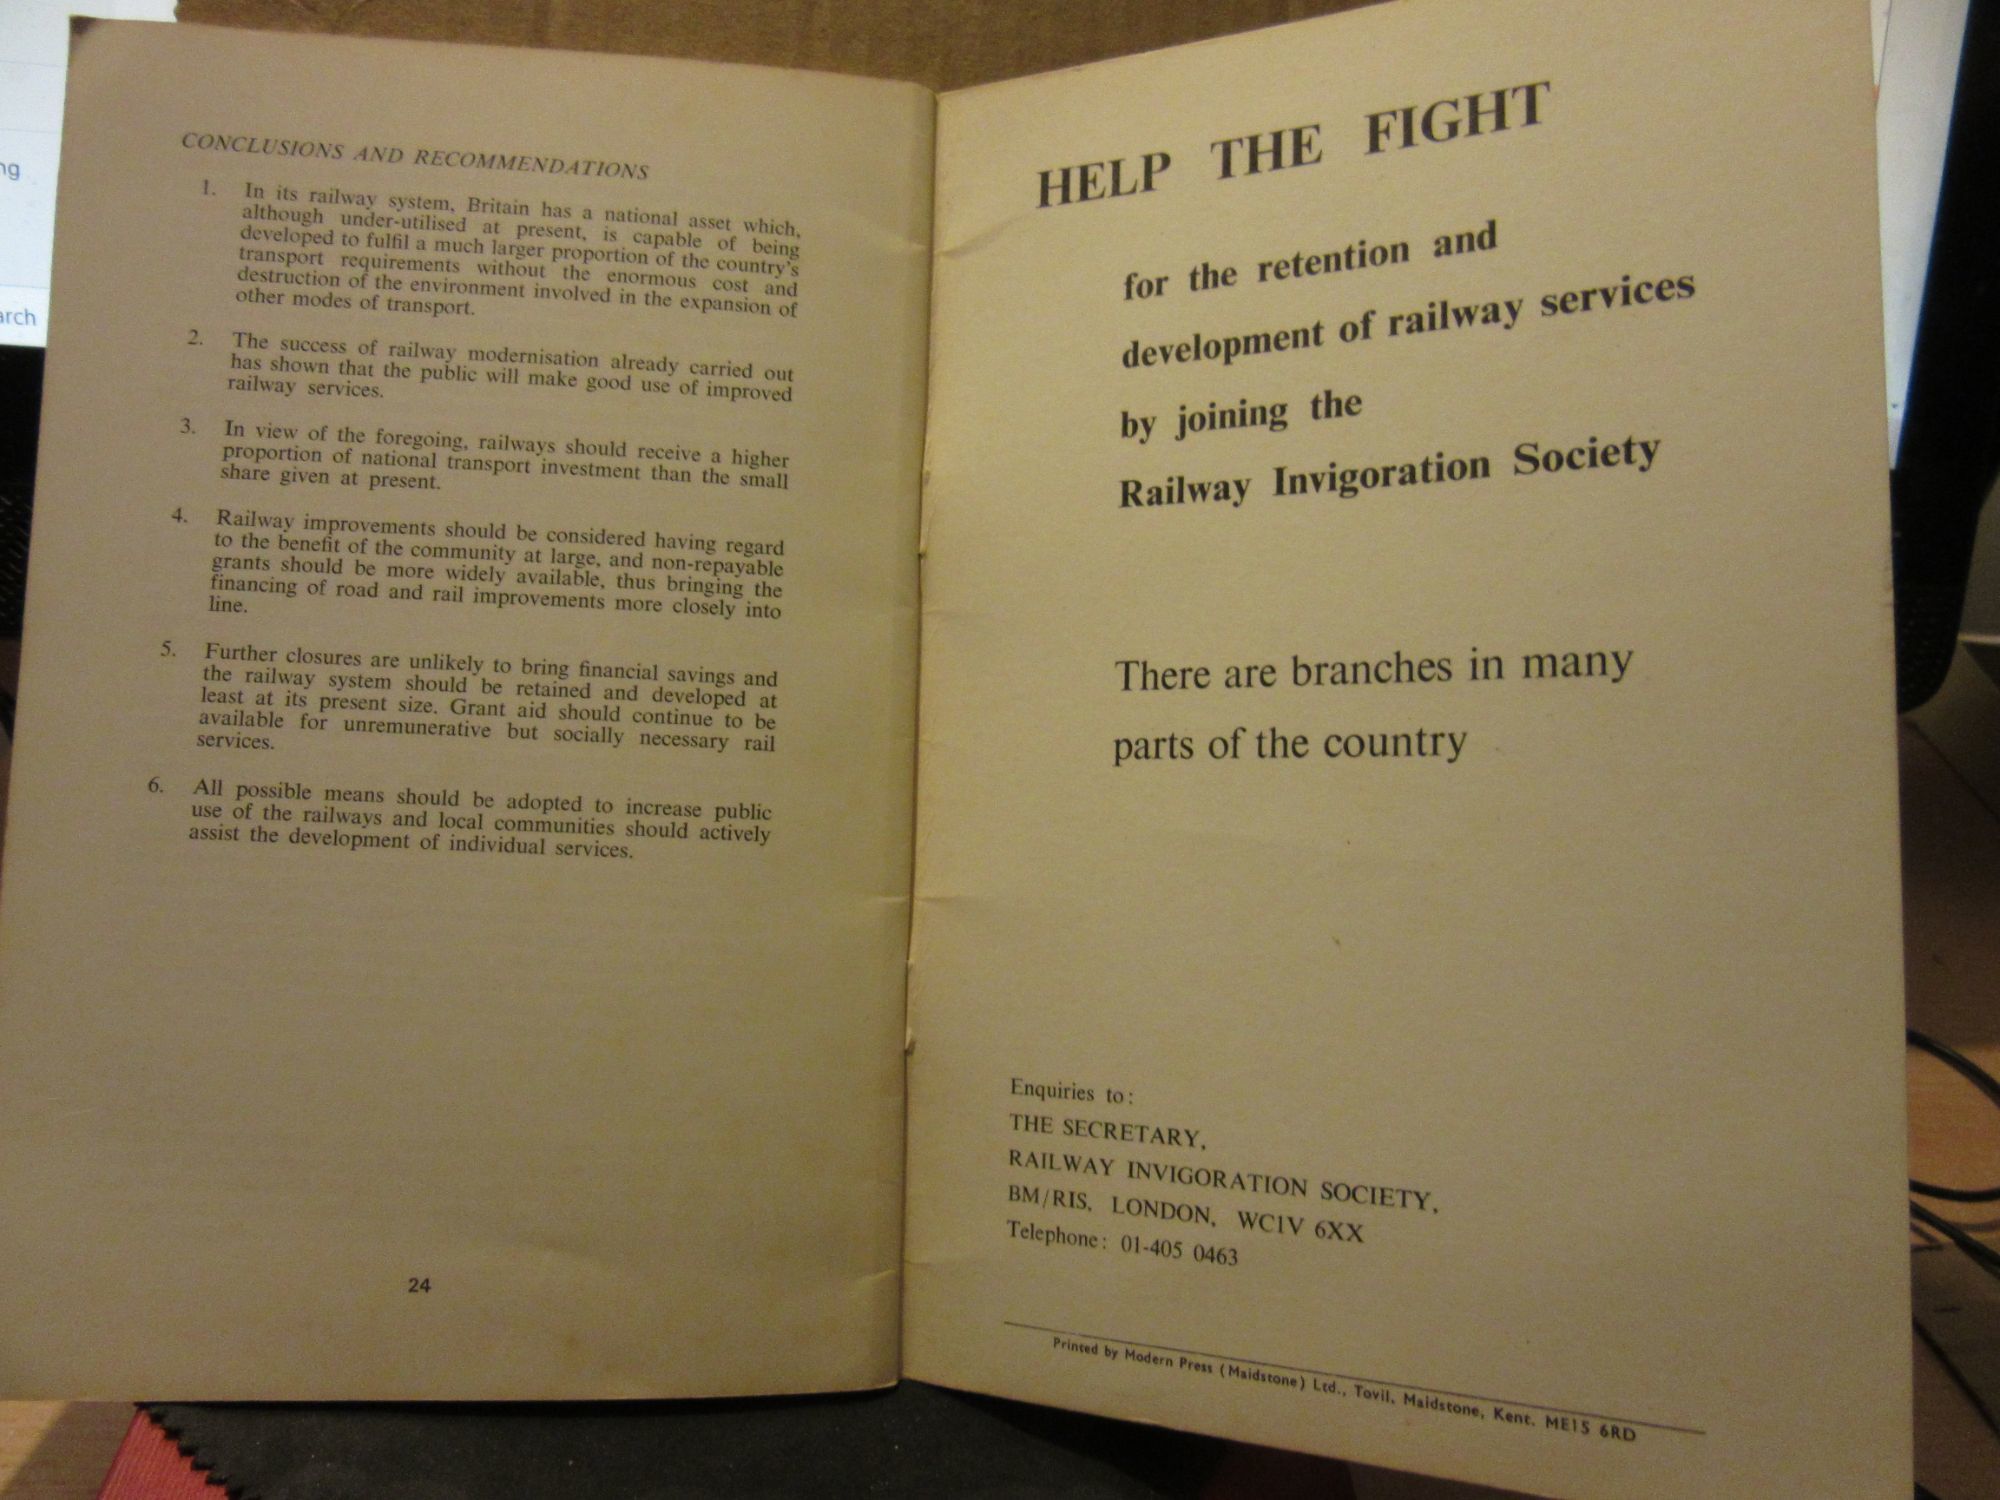 ng
arch
CONCLUSIONS AND RECOMMENDATIONS
1. In its railway system, Britain has a national asset which,
although under-utilised at present, is capable of being
developed to fulfil a much larger proportion of the country's
transport requirements without the enormous cost and
destruction of the environment involved in the expansion of
other modes of transport.
2. The success of railway modernisation already carried out
has shown that the public will make good use of improved
railway services.
3. In view of the foregoing, railways should receive a higher
proportion of national transport investment than the small
share given at present.
4. Railway improvements should be considered having regard
to the benefit of the community at large, and non-repayable
grants should be more widely available, thus bringing the
financing of road and rail improvements more closely into
line.
5. Further closures are unlikely to bring financial savings and
the railway system should be retained and developed at
least at its present size. Grant aid should continue to be
available for unremunerative but socially necessary rail
services.
6. All possible means should be adopted to increase public
use of the railways and local communities should actively
assist the development of individual services.
24
HELP THE FIGHT
for the retention and
development of railway services
by joining the
Railway Invigoration Society
There are branches in many
parts of the country
Enquiries to:
THE SECRETARY,
RAILWAY INVIGORATION SOCIETY,
BM/RIS, LONDON, WC1V 6XX
Telephone: 01-405 0463
Printed by Modern Press (Maidstone) Ltd., Tovil, Maidstone, Kent. ME15 6RD